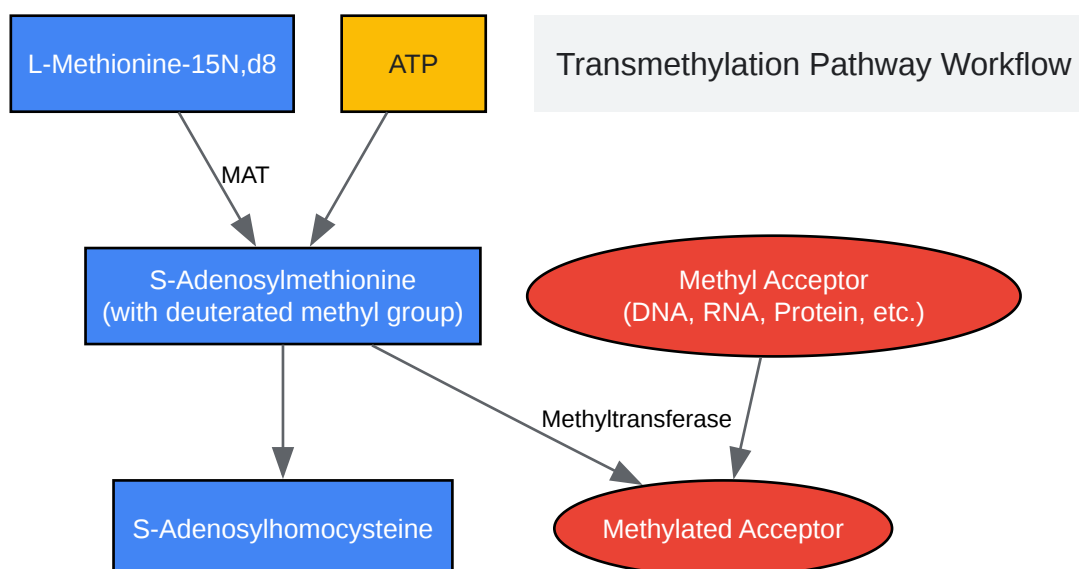 L-Methionine-15N,d8
ATP
Transmethylation Pathway Workflow
MAT
S-Adenosylmethionine
(with deuterated methyl group)
Methyl Acceptor
(DNA, RNA, Protein, etc.)
Methyltransferase
S-Adenosylhomocysteine
Methylated Acceptor